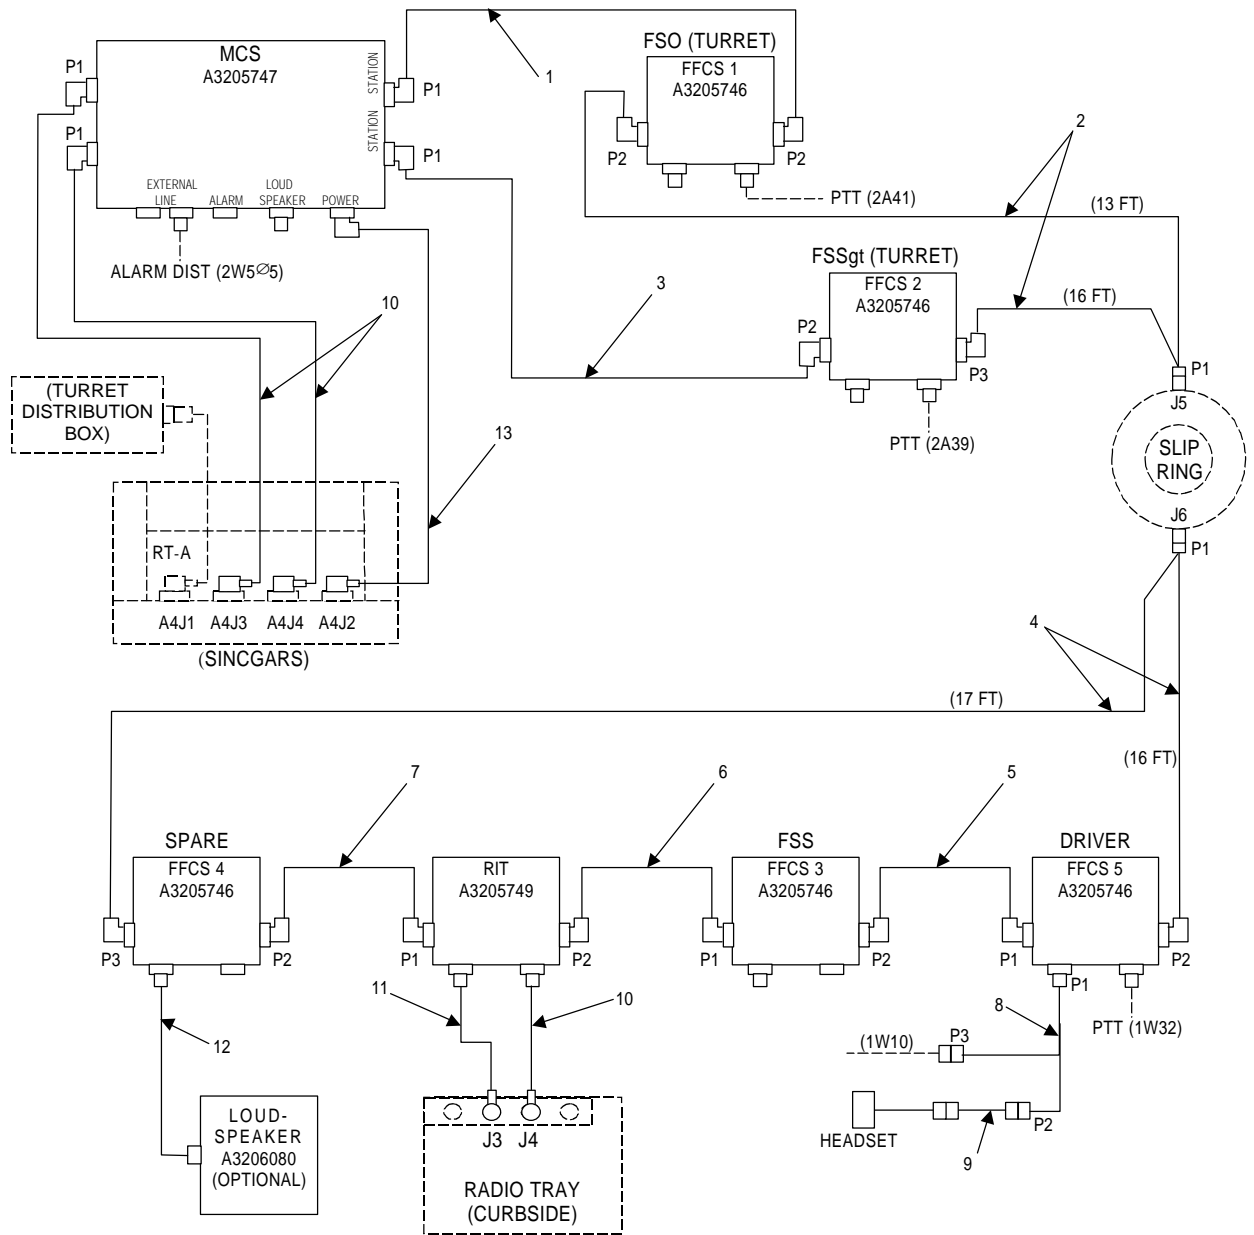 MCS
A3205747
P1
P1
STATION
STATION
P1
P1
EXTERNAL
LINE
ALARM
LOUD
SPEAKER
POWER
ALARM DIST (2W5∅5)
1
FSO (TURRET)
FFCS 1
A3205746
P2
P2
PTT (2A41)
2
(13 FT)
FSSgt (TURRET)
FFCS 2
A3205746
P2
P3
(16 FT)
PTT (2A39)
3
10
13
(TURRET
DISTRIBUTION
BOX)
RT-A
A4J1
A4J3
A4J4
A4J2
(SINCGARS)
P1
J5
SLIP
RING
J6
P1
4
(17 FT)
(16 FT)
7
6
5
SPARE
FFCS 4
A3205746
P3
P2
RIT
A3205749
P1
P2
FSS
FFCS 3
A3205746
P1
P2
DRIVER
FFCS 5
A3205746
P1
P2
P1
11
10
12
8
PTT (1W32)
(1W10)
P3
P2
HEADSET
9
LOUD-
SPEAKER
A3206080
(OPTIONAL)
J3
J4
RADIO TRAY
(CURBSIDE)